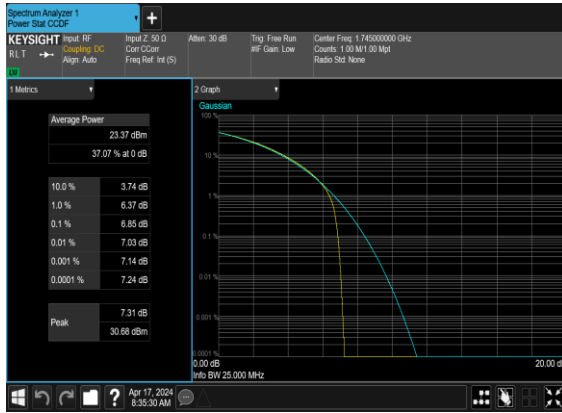 Spectrum Analyzer 1
Power Stat CCDF
+
KEYSIGHT
RLT
Input: RF
Coupling: DC
Align: Auto
Input Z: 50 Ω
Corr CCorr
Freq Ref: Int (S)
Atten: 30 dB
Trig: Free Run
#IF Gain: Low
Center Freq: 1.745000000 GHz
Counts: 1.00 M/1.00 Mpt
Radio Std: None
1 Metrics
Average Power
23.37 dBm
37.07 % at 0 dB
10.0 % 3.74 dB
1.0 % 6.37 dB
0.1 % 6.85 dB
0.01 % 7.03 dB
0.001 % 7.14 dB
0.0001 % 7.24 dB
Peak
7.31 dB
30.68 dBm
2 Graph
Gaussian
100 %
10 %
1 %
0.1 %
0.01 %
0.001 %
0.0001 %
0.00 dB
20.00 d
Info BW 25.000 MHz
?
Apr 17, 2024
8:35:30 AM